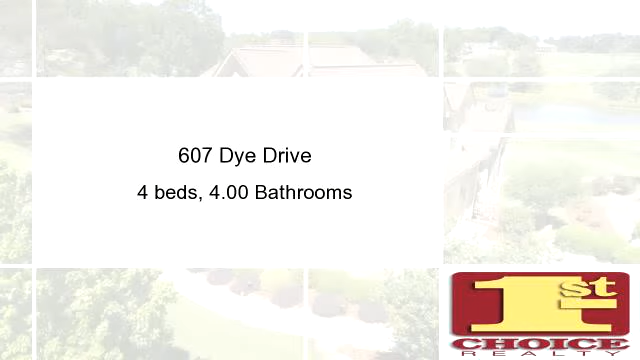 607 Dye Drive
4 beds, 4.00 Bathrooms
1st
CHOICE
REALTY